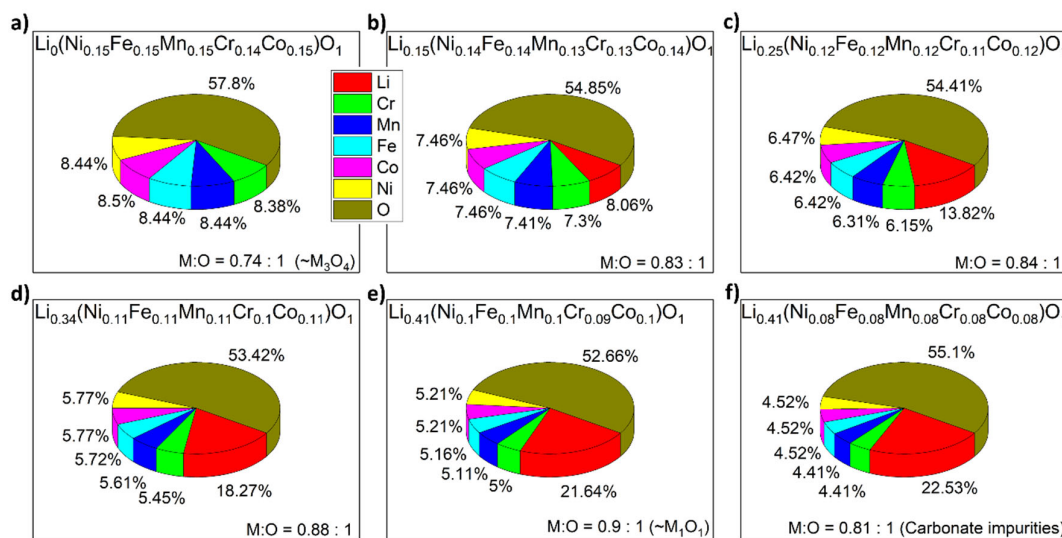 a)
Li₀(Ni₀.₁₅Fe₀.₁₅Mn₀.₁₅Cr₀.₁₄Co₀.₁₅)O₁
57.8%
8.44%
8.5%
8.44%
8.44%
8.38%
M:O = 0.74 : 1 (~M₃O₄)
Li
Cr
Mn
Fe
Co
Ni
O
b)
Li₀.₁₅(Ni₀.₁₄Fe₀.₁₄Mn₀.₁₃Cr₀.₁₃Co₀.₁₄)O₁
54.85%
7.46%
7.46%
7.46%
7.41%
7.3%
8.06%
M:O = 0.83 : 1
c)
Li₀.₂₅(Ni₀.₁₂Fe₀.₁₂Mn₀.₁₂Cr₀.₁₁Co₀.₁₂)O
54.41%
6.47%
6.42%
6.42%
6.31%
6.15%
13.82%
M:O = 0.84 : 1
d)
Li₀.₃₄(Ni₀.₁₁Fe₀.₁₁Mn₀.₁₁Cr₀.₁Co₀.₁₁)O₁
53.42%
5.77%
5.77%
5.72%
5.61%
5.45%
18.27%
M:O = 0.88 : 1
e)
Li₀.₄₁(Ni₀.₁Fe₀.₁Mn₀.₁Cr₀.₀₉Co₀.₁)O₁
52.66%
5.21%
5.21%
5.16%
5.11%
5%
21.64%
M:O = 0.9 : 1 (~M₁O₁)
f)
Li₀.₄₁(Ni₀.₀₈Fe₀.₀₈Mn₀.₀₈Cr₀.₀₈Co₀.₀₈)O
55.1%
4.52%
4.52%
4.52%
4.41%
4.41%
22.53%
M:O = 0.81 : 1 (Carbonate impurities)